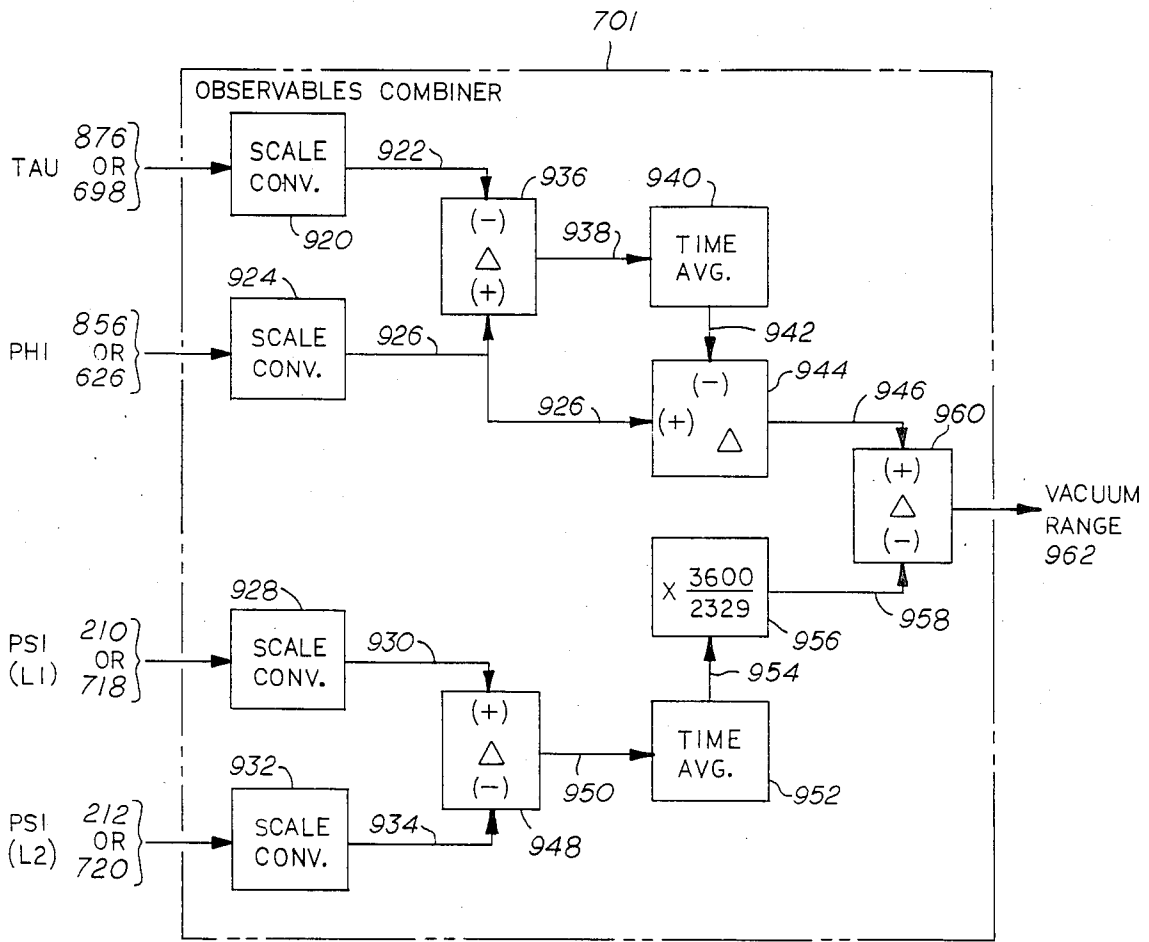 701
OBSERVABLES COMBINER
TAU
876
OR
698
SCALE
CONV.
920
922
936
(-)
△
(+)
938
940
TIME
AVG.
942
PHI
856
OR
626
924
SCALE
CONV.
926
926
944
(-)
(+)
△
946
960
(+)
△
(-)
VACUUM
RANGE
962
PSI
(L1)
210
OR
718
928
SCALE
CONV.
930
X 3600
2329
956
958
954
(+)
△
(-)
948
950
TIME
AVG.
952
PSI
(L2)
212
OR
720
932
SCALE
CONV.
934